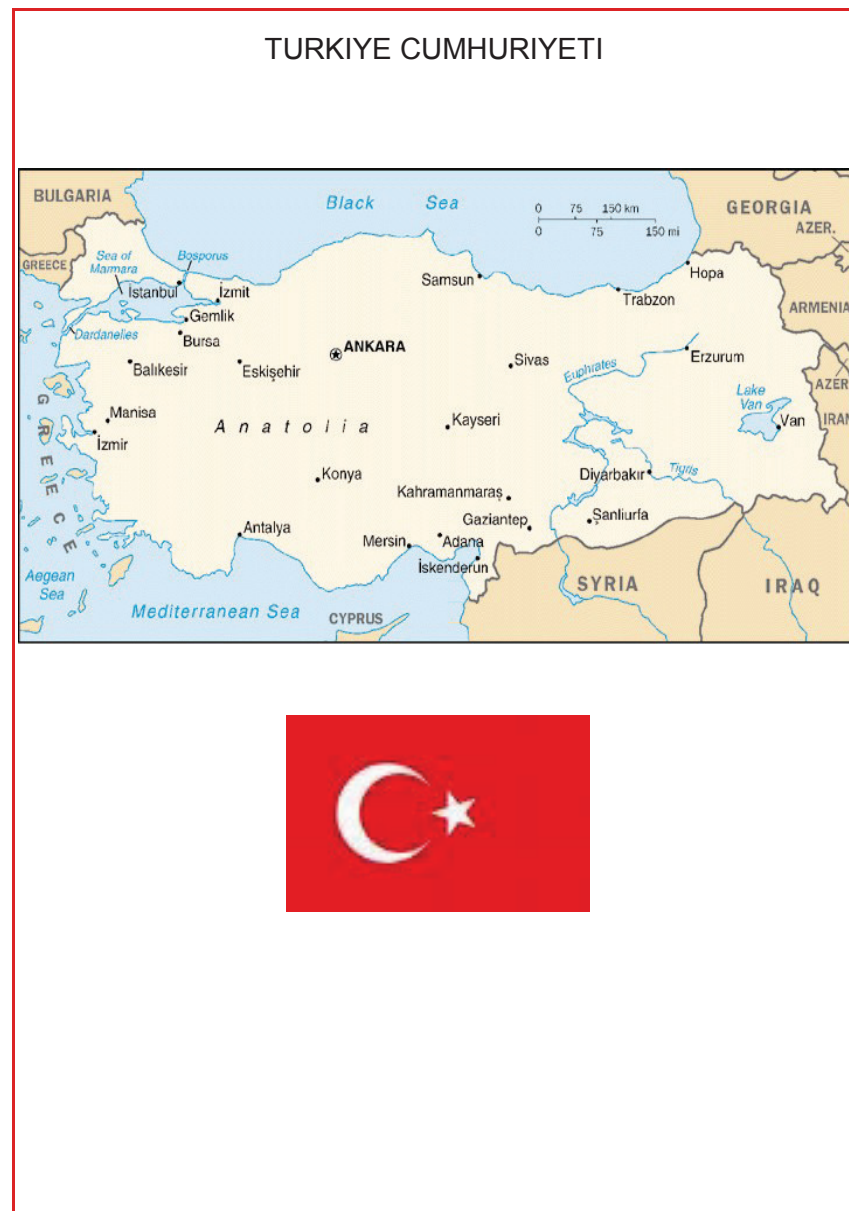 TURKIYE CUMHURIYETI
BULGARIA
Black Sea
0 75 150 km
0 75 150 mi
GEORGIA
AZER.
GREECE
Sea of
Marmara
Bosporus
İstanbul
İzmit
Samsun
Hopa
Trabzon
ARMENIA
Gemlik
Dardanelles
Bursa
ANKARA
Balıkesir
Eskişehir
Sivas
Euphrates
Erzurum
AZER.
Lake
Van
IRAN
Van
GREECE
Manisa
İzmir
Anatolia
Kayseri
Konya
Kahramanmaraş
Diyarbakır
Tigris
Antalya
Mersin
Adana
Gaziantep
Şanliurfa
İskenderun
Aegean
Sea
Mediterranean Sea
CYPRUS
SYRIA
IRAQ